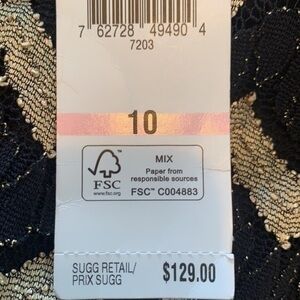 7 62728 49490 4
7203
10
FSC
www.fsc.org
MIX
Paper from
responsible sources
FSC™ C004883
SUGG RETAIL/
PRIX SUGG
$129.00